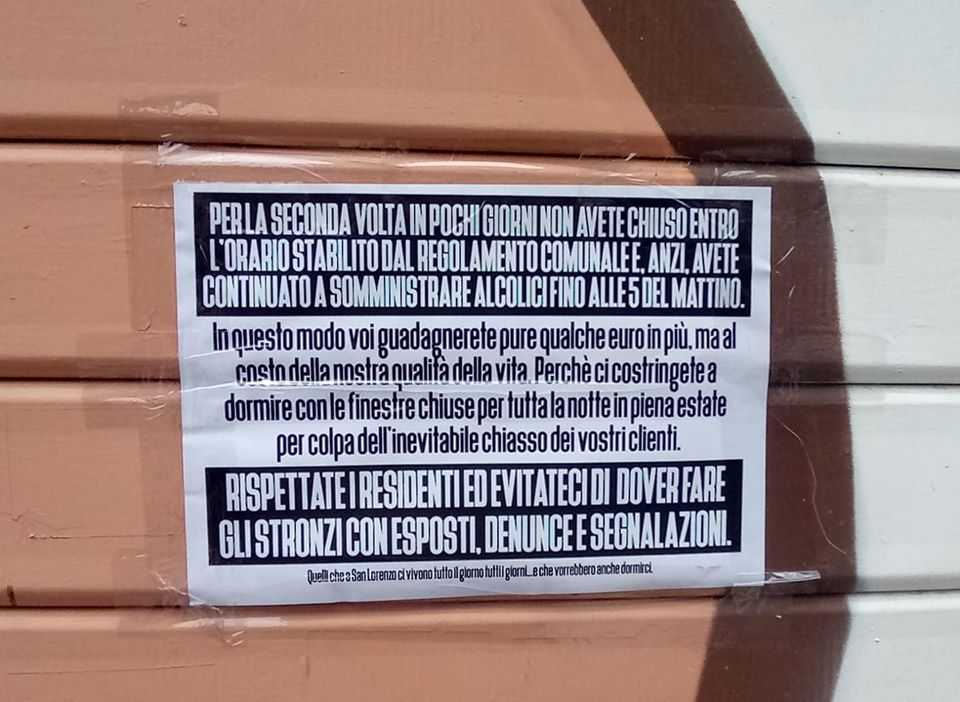 PER LA SECONDA VOLTA IN POCHI GIORNI NON AVETE CHIUSO ENTRO
L'ORARIO STABILITO DAL REGOLAMENTO COMUNALE E, ANZI, AVETE
CONTINUATO A SOMMINISTRARE ALCOLICI FINO ALLE 5 DEL MATTINO.
In questo modo voi guadagnerete pure qualche euro in più, ma al
costo della nostra qualità della vita. Perchè ci costringete a
dormire con le finestre chiuse per tutta la notte in piena estate
per colpa dell'inevitabile chiasso dei vostri clienti.
RISPETTATE I RESIDENTI ED EVITATECI DI DOVER FARE
GLI STRONZI CON ESPOSTI, DENUNCE E SEGNALAZIONI.
Quelli che a San Lorenzo ci vivono tutto il giorno tutti i giorni...e che vorrebbero anche dormirci.